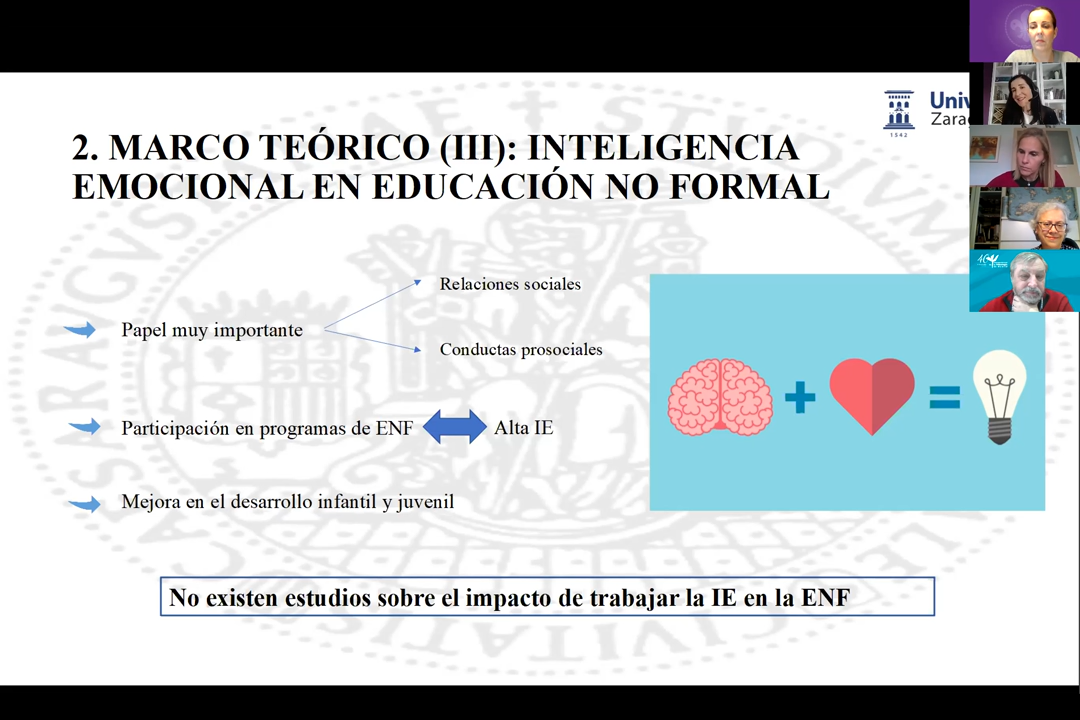 2. MARCO TEÓRICO (III): INTELIGENCIA
EMOCIONAL EN EDUCACIÓN NO FORMAL
Univ
Zarag
1542
Relaciones sociales
Papel muy importante
Conductas prosociales
Participación en programas de ENF
Alta IE
Mejora en el desarrollo infantil y juvenil
No existen estudios sobre el impacto de trabajar la IE en la ENF